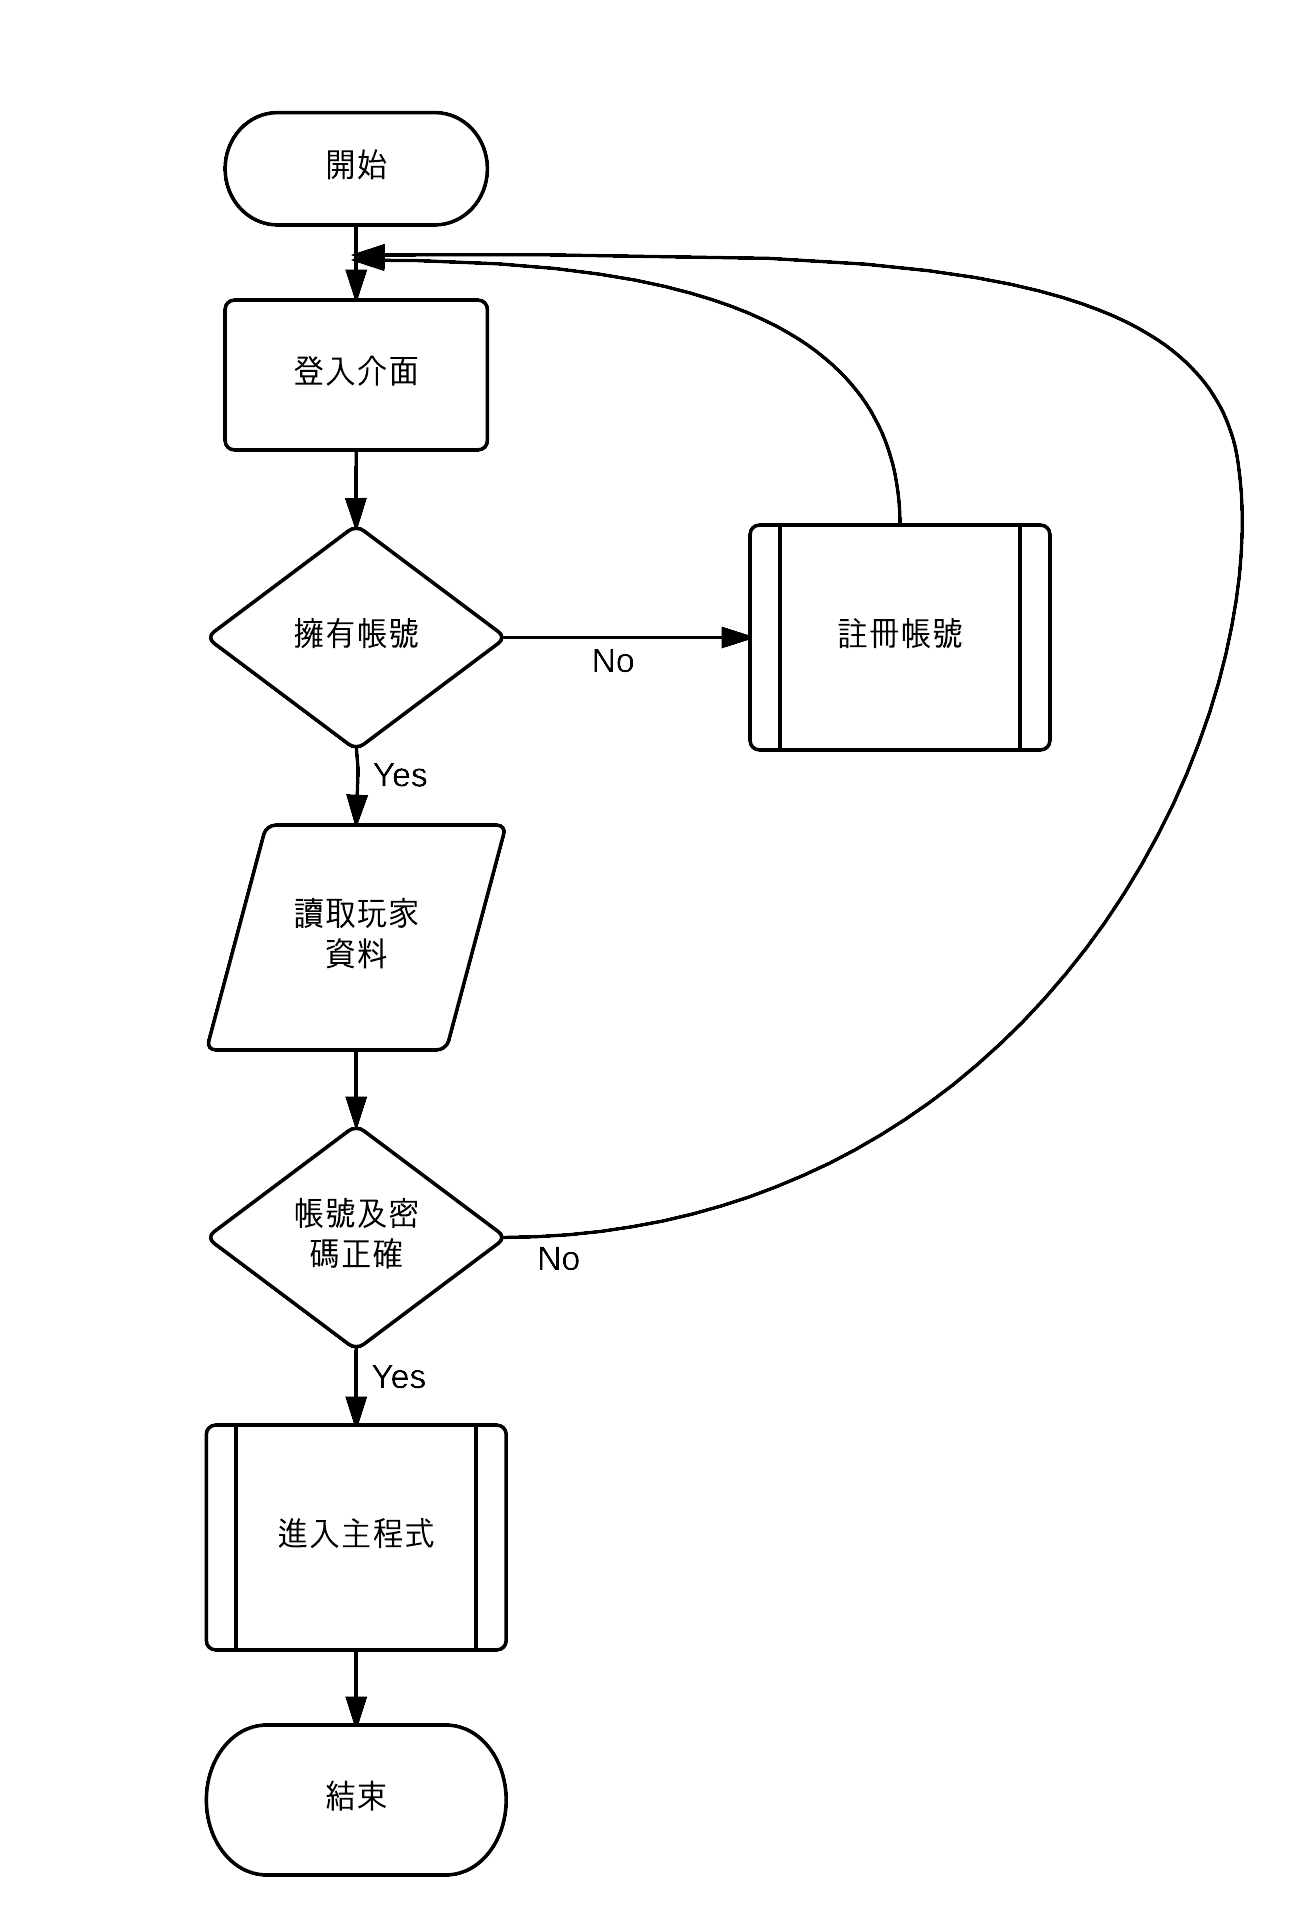 開始
登入介面
擁有帳號
No
註冊帳號
Yes
讀取玩家
資料
帳號及密
碼正確
No
Yes
進入主程式
結束